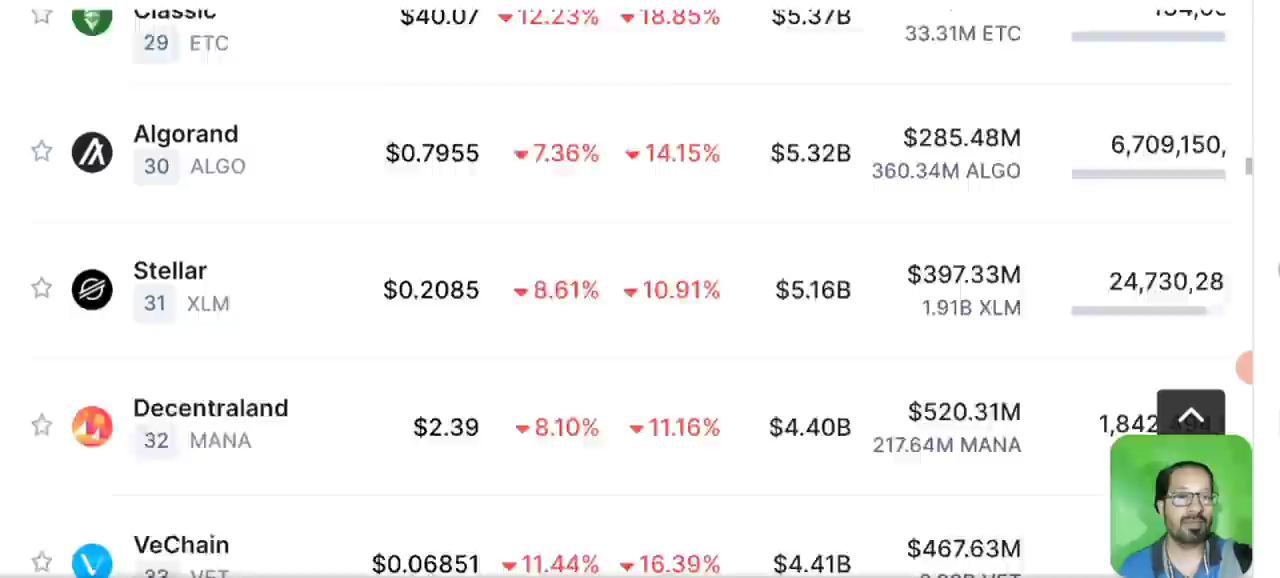 Classic $40.07 12.23% 18.85% $5.37B
29 ETC 33.31M ETC
Algorand $0.7955 7.36% 14.15% $5.32B $285.48M 6,709,150,
30 ALGO 360.34M ALGO
Stellar $0.2085 8.61% 10.91% $5.16B $397.33M 24,730,28
31 XLM 1.91B XLM
Decentraland $2.39 8.10% 11.16% $4.40B $520.31M 1,842
32 MANA 217.64M MANA
VeChain $0.06851 11.44% 16.39% $4.41B $467.63M
33 VET